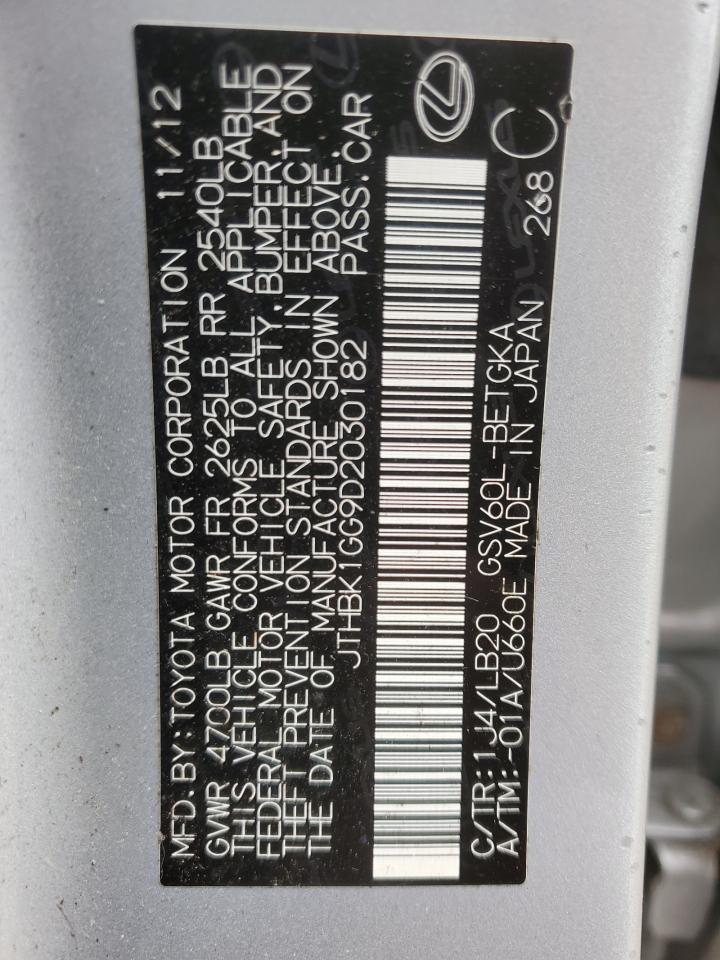 MFD.BY:TOYOTA MOTOR CORPORATION 11/12
GVWR 4700LB GAWR FR 2625LB RR 2540LB
THIS VEHICLE CONFORMS TO ALL APPLICABLE
FEDERAL MOTOR VEHICLE SAFETY,BUMPER,AND
THEFT PREVENTION STANDARDS IN EFFECT ON
THE DATE OF MANUFACTURE SHOWN ABOVE.
JTHBK1GG9D2030182 PASS.CAR
C/TR:1J4/LB20 GSV60L-BETGKA 268
A/TM:-01A/U660E MADE IN JAPAN
C